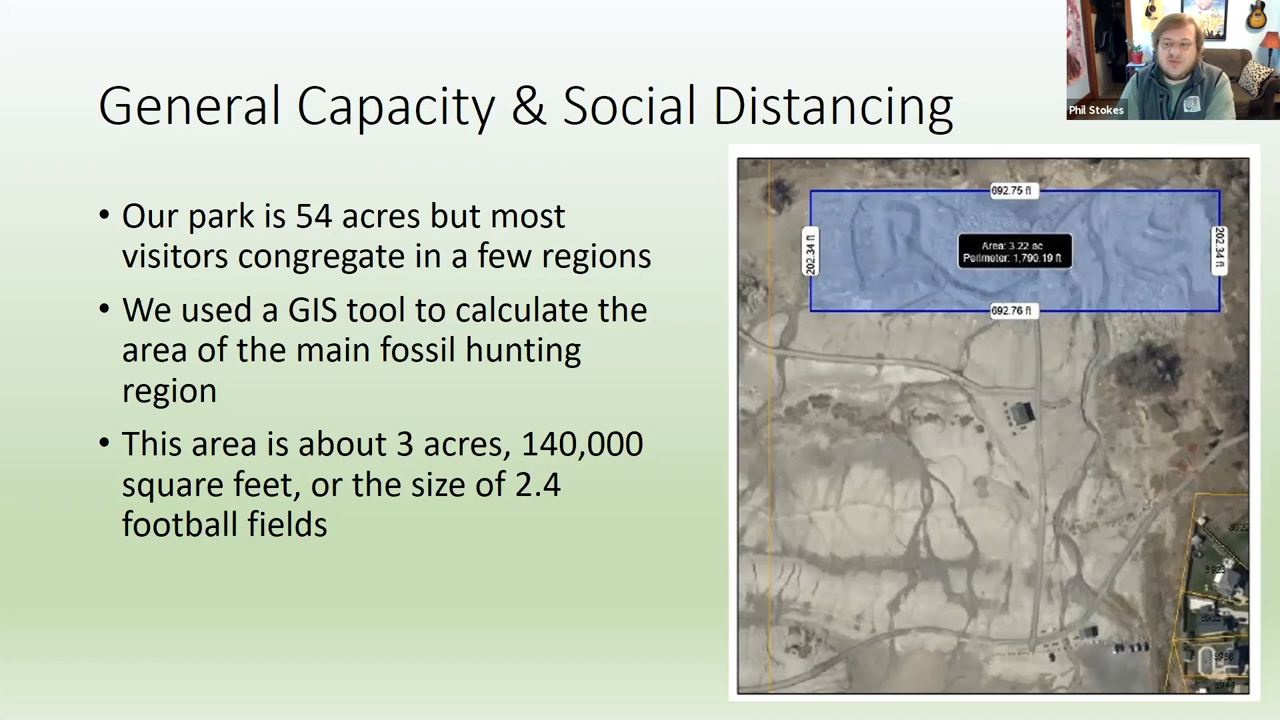 General Capacity & Social Distancing
Phil Stokes
• Our park is 54 acres but most
visitors congregate in a few regions
• We used a GIS tool to calculate the
area of the main fossil hunting
region
• This area is about 3 acres, 140,000
square feet, or the size of 2.4
football fields
692.75 ft
202.34 ft
Area: 3.22 ac
Perimeter: 1,790.19 ft
202.34 ft
692.76 ft